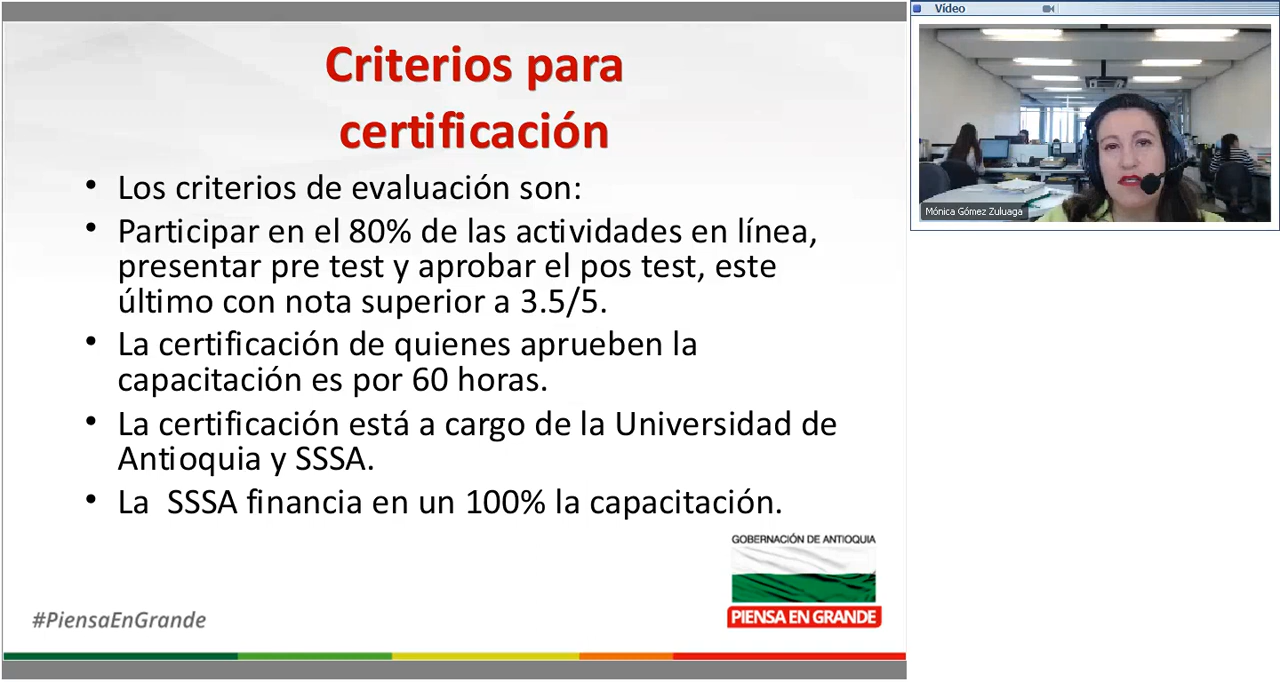 Criterios para
certificación
• Los criterios de evaluación son:
• Participar en el 80% de las actividades en línea,
presentar pre test y aprobar el pos test, este
último con nota superior a 3.5/5.
• La certificación de quienes aprueben la
capacitación es por 60 horas.
• La certificación está a cargo de la Universidad de
Antioquia y SSSA.
• La  SSSA financia en un 100% la capacitación.
GOBERNACIÓN DE ANTIOQUIA
PIENSA EN GRANDE
#PiensaEnGrande
Vídeo
Mónica Gómez Zuluaga